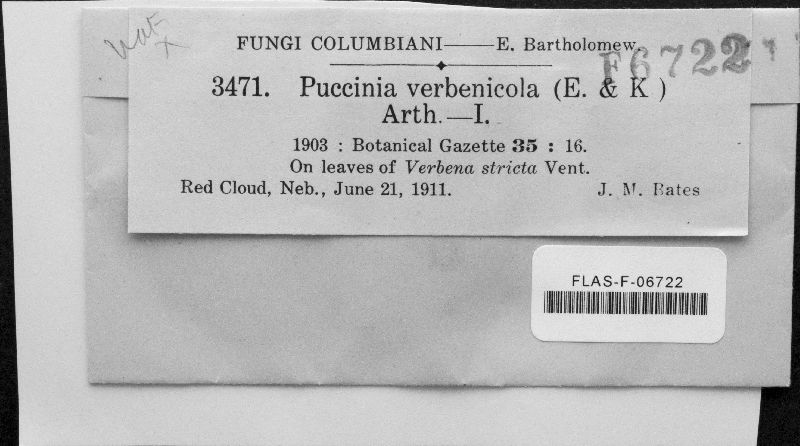 FUNGI COLUMBIANI—E. Bartholomew.
F6722
3471. Puccinia verbenicola (E. & K )
Arth.—I.
1903 : Botanical Gazette 35 : 16.
On leaves of Verbena stricta Vent.
Red Cloud, Neb., June 21, 1911. J. M. Bates
FLAS-F-06722